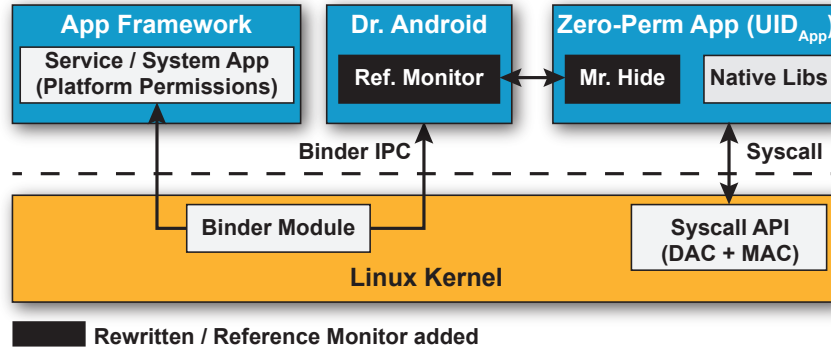 App Framework
Service / System App
(Platform Permissions)
Dr. Android
Ref. Monitor
Zero-Perm App (UIDApp)
Mr. Hide
Native Libs
Binder IPC
Syscall
Binder Module
Syscall API
(DAC + MAC)
Linux Kernel
Rewritten / Reference Monitor added